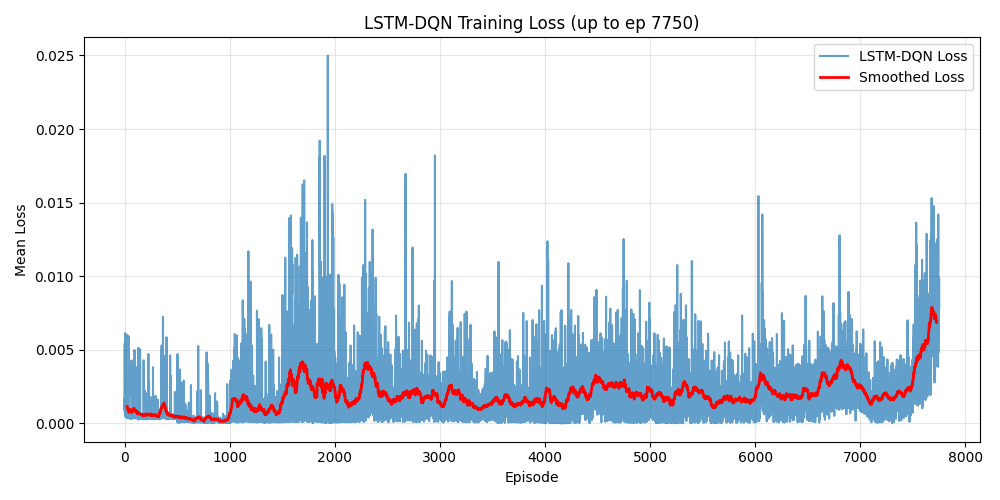 LSTM-DQN Training Loss (up to ep 7750)
LSTM-DQN Loss
Smoothed Loss
Mean Loss
0.025
0.020
0.015
0.010
0.005
0.000
0 1000 2000 3000 4000 5000 6000 7000 8000
Episode